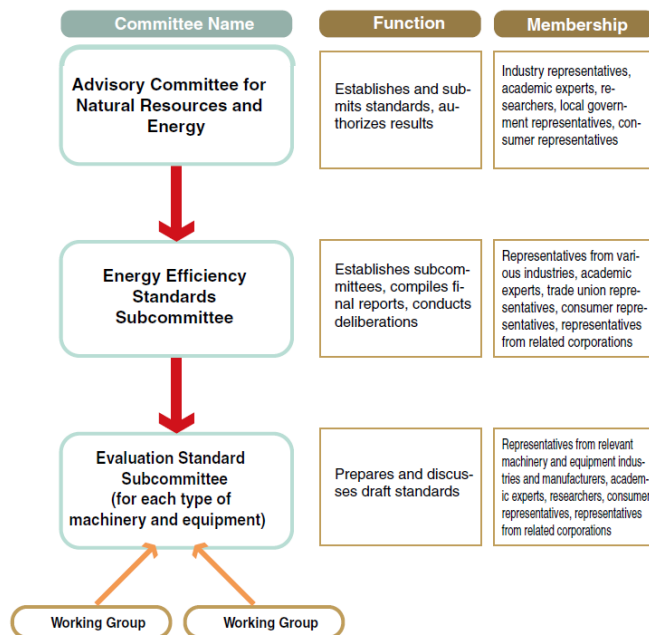 Committee Name
Function
Membership
Advisory Committee for
Natural Resources and
Energy
Establishes and sub-
mits standards, au-
thorizes results
Industry representatives,
academic experts, re-
searchers, local govern-
ment representatives, con-
sumer representatives
Energy Efficiency
Standards
Subcommittee
Establishes subcom-
mittees, compiles fi-
nal reports, conducts
deliberations
Representatives from vari-
ous industries, academic
experts, trade union repre-
sentatives, consumer repre-
sentatives, representatives
from related corporations
Evaluation Standard
Subcommittee
(for each type of
machinery and equipment)
Prepares and discus-
ses draft standards
Representatives from relevant
machinery and equipment indus-
tries and manufacturers, academ-
ic experts, researchers, consumer
representatives, representatives
from related corporations
Working Group
Working Group